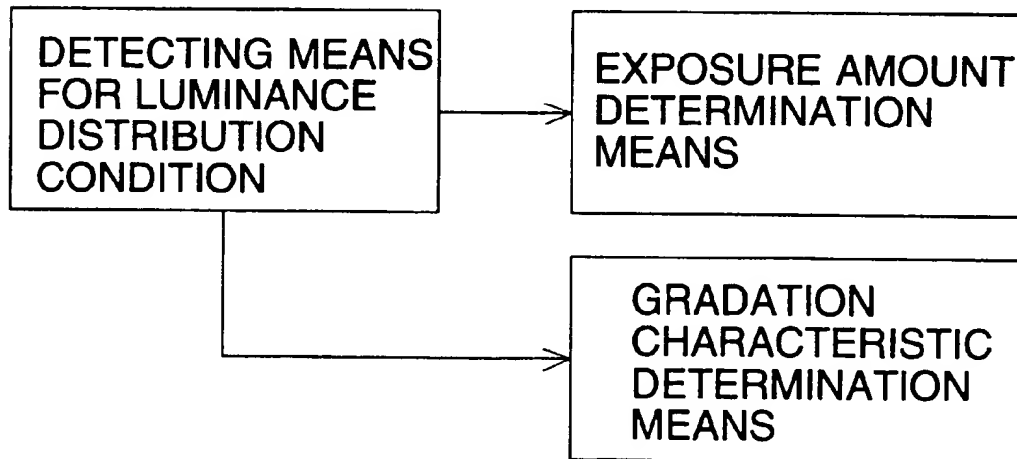 DETECTING MEANS
FOR LUMINANCE
DISTRIBUTION
CONDITION
EXPOSURE AMOUNT
DETERMINATION
MEANS
GRADATION
CHARACTERISTIC
DETERMINATION
MEANS